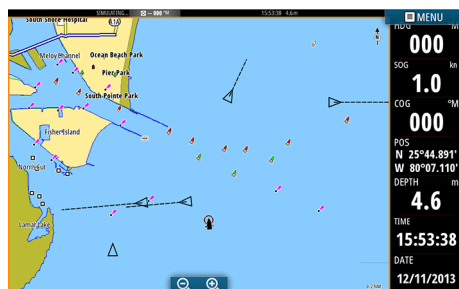 SIMULATING... -- 000 °M 15:53:38 4.6m
MENU
South Shore Hospital
A1A
Meloy Channel
Ocean Beach Park
Pier Park
South Pointe Park
Fisher Island
Lamar Lake
N
HDG M
000
SOG kn
1.0
COG °M
000
POS
N 25°44.891'
W 80°07.110'
DEPTH m
4.6
TIME
15:53:38
DATE
12/11/2013